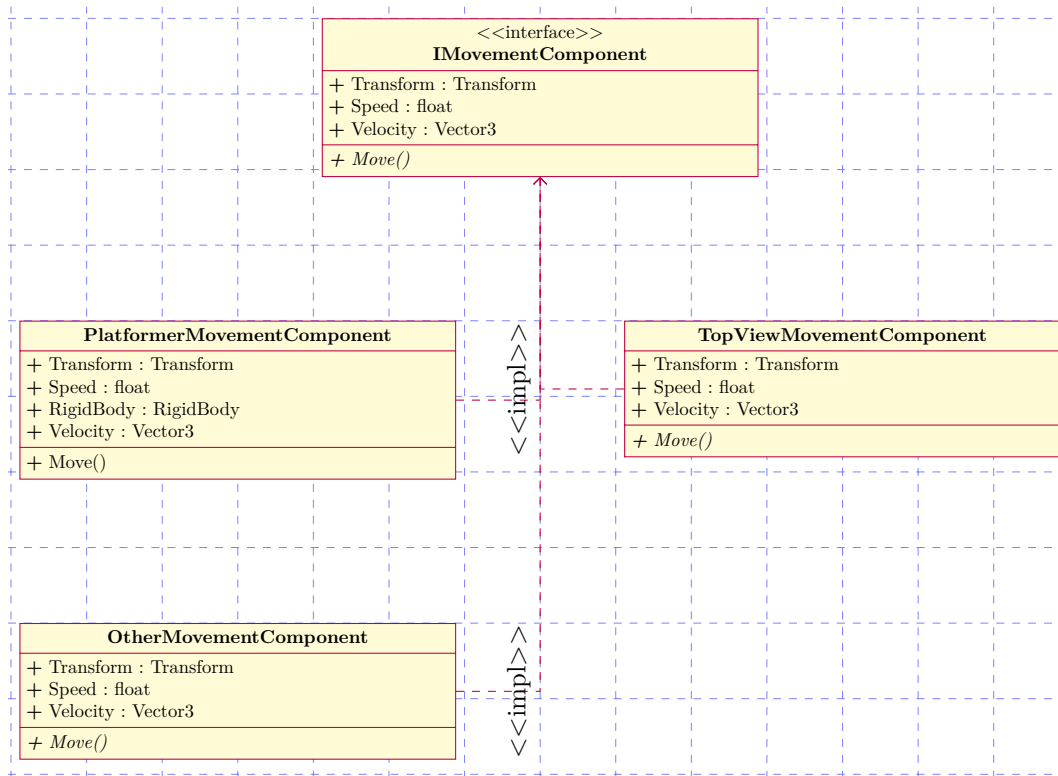 <<interface>>
IMovementComponent
+ Transform : Transform
+ Speed : float
+ Velocity : Vector3
+ Move()
PlatformerMovementComponent
+ Transform : Transform
+ Speed : float
+ RigidBody : RigidBody
+ Velocity : Vector3
+ Move()
<<impl>>
TopViewMovementComponent
+ Transform : Transform
+ Speed : float
+ Velocity : Vector3
+ Move()
OtherMovementComponent
+ Transform : Transform
+ Speed : float
+ Velocity : Vector3
+ Move()
<<impl>>